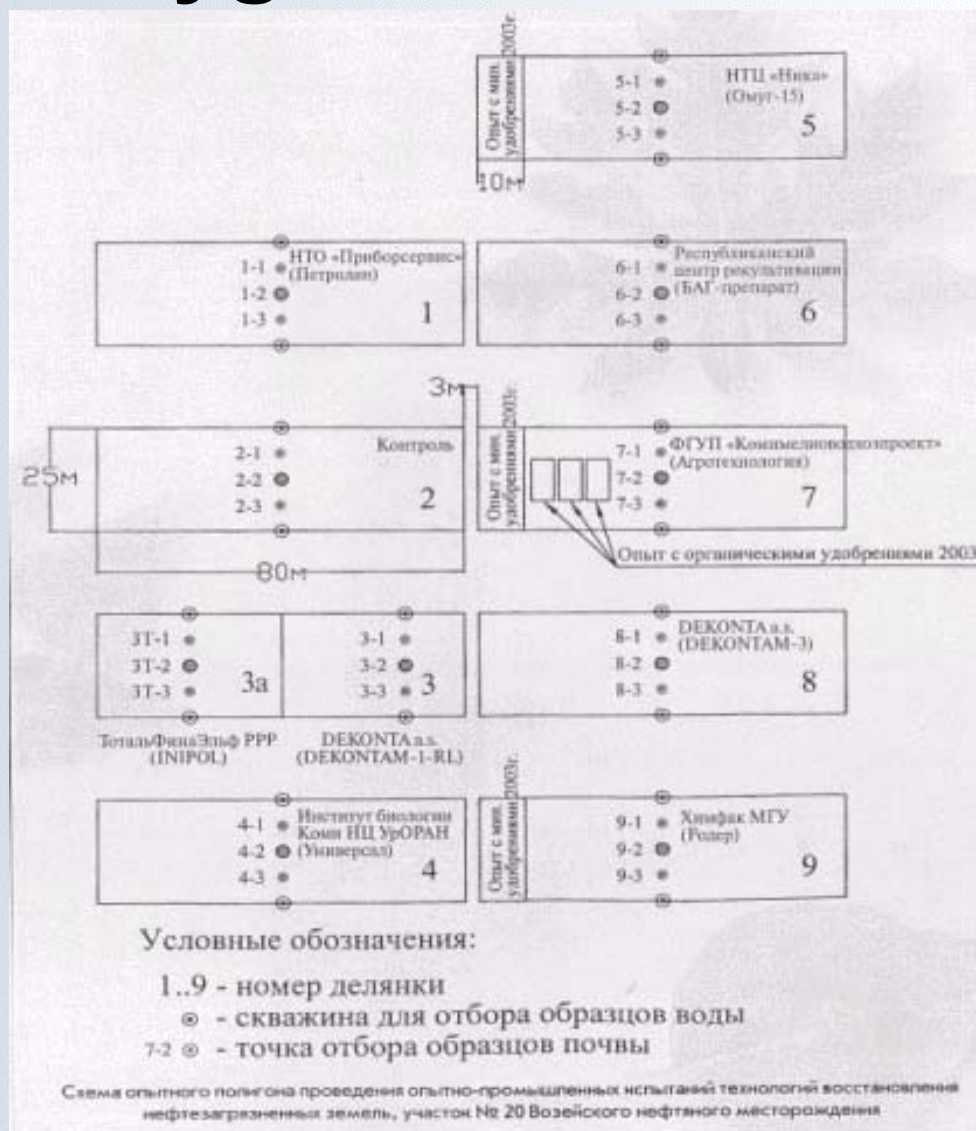 Опыт с мин.
удобрениями 2003г.
5-1
5-2
5-3
НТЦ «Ника»
(Омуг-15)
5
10м
1-1
1-2
1-3
НТО «Приборсервис»
(Петролан)
1
6-1
6-2
6-3
Республиканский
центр рекультивации
(БАГ-препарат)
6
3м
25м
2-1
2-2
2-3
Контроль
2
80м
Опыт с мин.
удобрениями 2003г.
7-1
7-2
7-3
ФГУП «Комимелиоводхозпроект»
(Агротехнология)
7
Опыт с органическими удобрениями 2003
3Т-1
3Т-2
3Т-3
3а
3-1
3-2
3-3
3
ТотальФинаЭльф РРР
(INIPOL)
DEKONTA a.s.
(DEKONTAM-1-RL)
8-1
8-2
8-3
DEKONTA a.s.
(DEKONTAM-3)
8
4-1
4-2
4-3
Институт биологии
Коми НЦ УрОРАН
(Универсал)
4
Опыт с мин.
удобрениями 2003г.
9-1
9-2
9-3
Химфак МГУ
(Родер)
9
Условные обозначения:
1..9 - номер делянки
- скважина для отбора образцов воды
7-2 - точка отбора образцов почвы
Схема опытного полигона проведения опытно-промышленных испытаний технологий восстановления
нефтезагрязненных земель, участок № 20 Возейского нефтяного месторождения